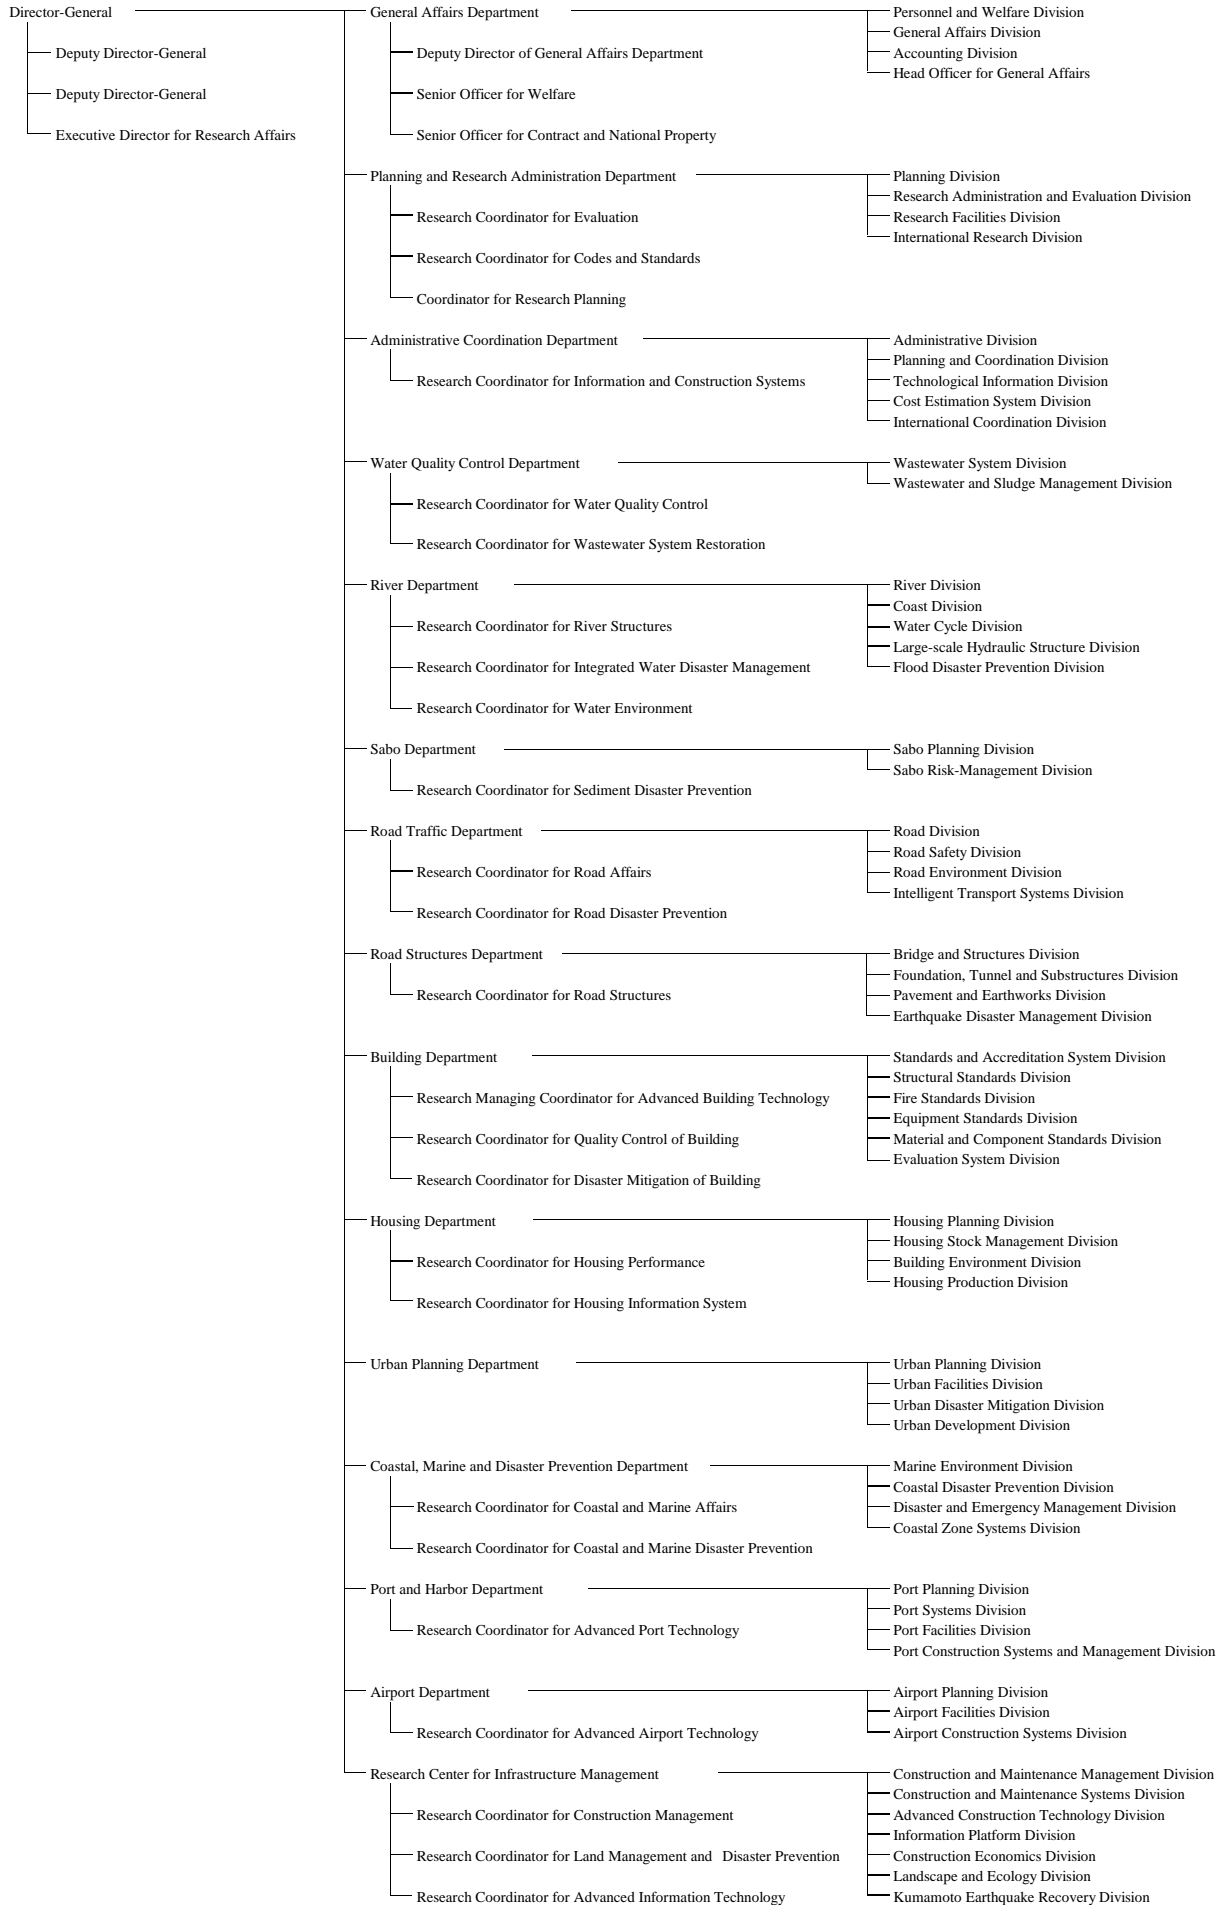 Director-General
Deputy Director-General
Deputy Director-General
Executive Director for Research Affairs
General Affairs Department
Deputy Director of General Affairs Department
Senior Officer for Welfare
Senior Officer for Contract and National Property
Personnel and Welfare Division
General Affairs Division
Accounting Division
Head Officer for General Affairs
Planning and Research Administration Department
Research Coordinator for Evaluation
Research Coordinator for Codes and Standards
Coordinator for Research Planning
Planning Division
Research Administration and Evaluation Division
Research Facilities Division
International Research Division
Administrative Coordination Department
Research Coordinator for Information and Construction Systems
Administrative Division
Planning and Coordination Division
Technological Information Division
Cost Estimation System Division
International Coordination Division
Water Quality Control Department
Research Coordinator for Water Quality Control
Research Coordinator for Wastewater System Restoration
Wastewater System Division
Wastewater and Sludge Management Division
River Department
Research Coordinator for River Structures
Research Coordinator for Integrated Water Disaster Management
Research Coordinator for Water Environment
River Division
Coast Division
Water Cycle Division
Large-scale Hydraulic Structure Division
Flood Disaster Prevention Division
Sabo Department
Research Coordinator for Sediment Disaster Prevention
Sabo Planning Division
Sabo Risk-Management Division
Road Traffic Department
Research Coordinator for Road Affairs
Research Coordinator for Road Disaster Prevention
Road Division
Road Safety Division
Road Environment Division
Intelligent Transport Systems Division
Road Structures Department
Research Coordinator for Road Structures
Bridge and Structures Division
Foundation, Tunnel and Substructures Division
Pavement and Earthworks Division
Earthquake Disaster Management Division
Building Department
Research Managing Coordinator for Advanced Building Technology
Research Coordinator for Quality Control of Building
Research Coordinator for Disaster Mitigation of Building
Standards and Accreditation System Division
Structural Standards Division
Fire Standards Division
Equipment Standards Division
Material and Component Standards Division
Evaluation System Division
Housing Department
Research Coordinator for Housing Performance
Research Coordinator for Housing Information System
Housing Planning Division
Housing Stock Management Division
Building Environment Division
Housing Production Division
Urban Planning Department
Urban Planning Division
Urban Facilities Division
Urban Disaster Mitigation Division
Urban Development Division
Coastal, Marine and Disaster Prevention Department
Research Coordinator for Coastal and Marine Affairs
Research Coordinator for Coastal and Marine Disaster Prevention
Marine Environment Division
Coastal Disaster Prevention Division
Disaster and Emergency Management Division
Coastal Zone Systems Division
Port and Harbor Department
Research Coordinator for Advanced Port Technology
Port Planning Division
Port Systems Division
Port Facilities Division
Port Construction Systems and Management Division
Airport Department
Research Coordinator for Advanced Airport Technology
Airport Planning Division
Airport Facilities Division
Airport Construction Systems Division
Research Center for Infrastructure Management
Research Coordinator for Construction Management
Research Coordinator for Land Management and Disaster Prevention
Research Coordinator for Advanced Information Technology
Construction and Maintenance Management Division
Construction and Maintenance Systems Division
Advanced Construction Technology Division
Information Platform Division
Construction Economics Division
Landscape and Ecology Division
Kumamoto Earthquake Recovery Division